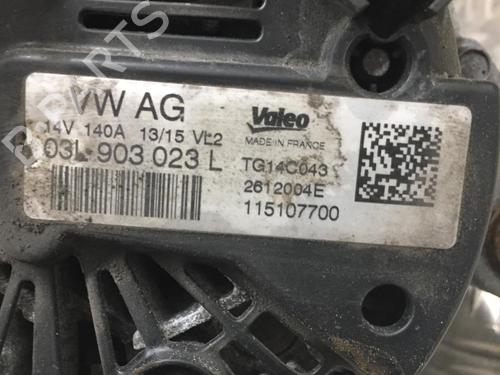 VW AG
14V 140A 13/15 VL2
03L 903 023 L
Valeo
MADE IN FRANCE
TG14C043
2612004E
115107700